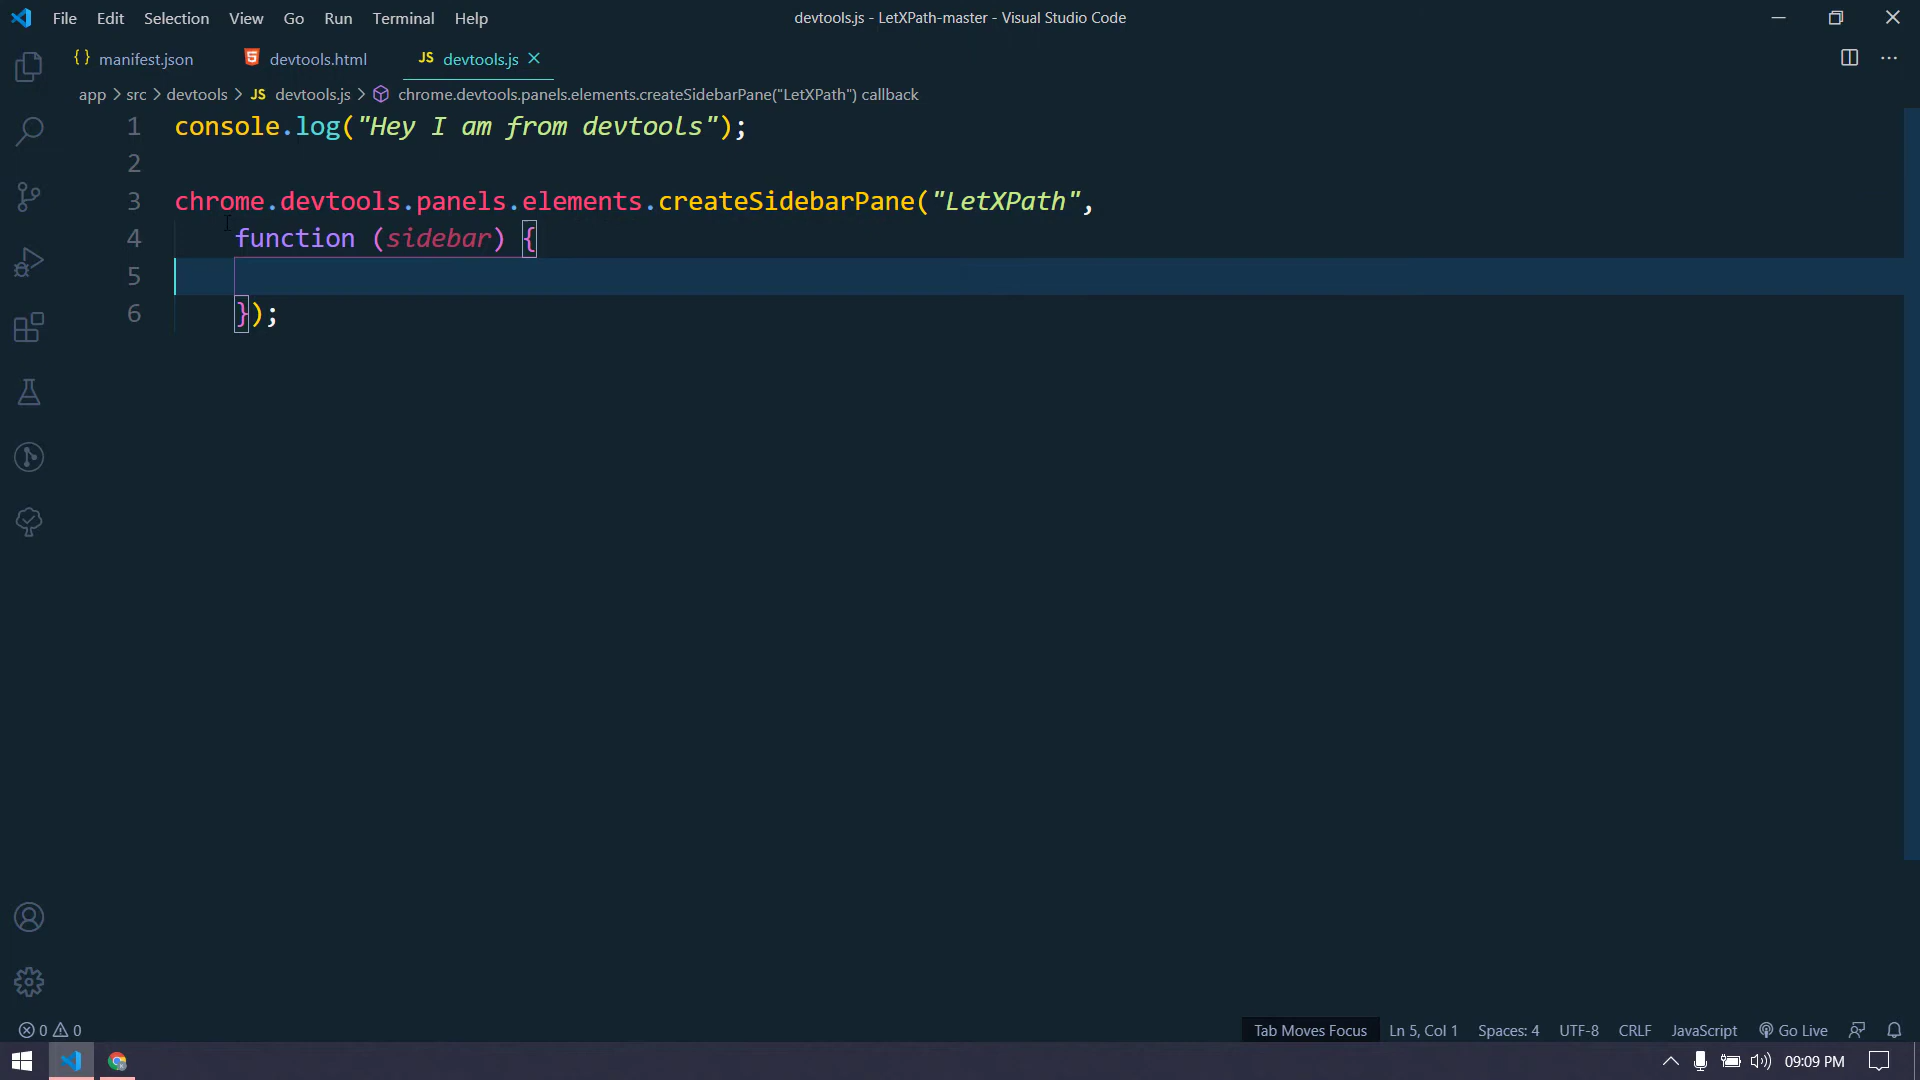 File Edit Selection View Go Run Terminal Help
devtools.js - LetXPath-master - Visual Studio Code
{} manifest.json
devtools.html
JS devtools.js
app > src > devtools > JS devtools.js > chrome.devtools.panels.elements.createSidebarPane("LetXPath") callback
1 console.log("Hey I am from devtools");
2
3 chrome.devtools.panels.elements.createSidebarPane("LetXPath",
4 function (sidebar) {
5
6 });
0 0
Tab Moves Focus Ln 5, Col 1 Spaces: 4 UTF-8 CRLF JavaScript Go Live
09:09 PM